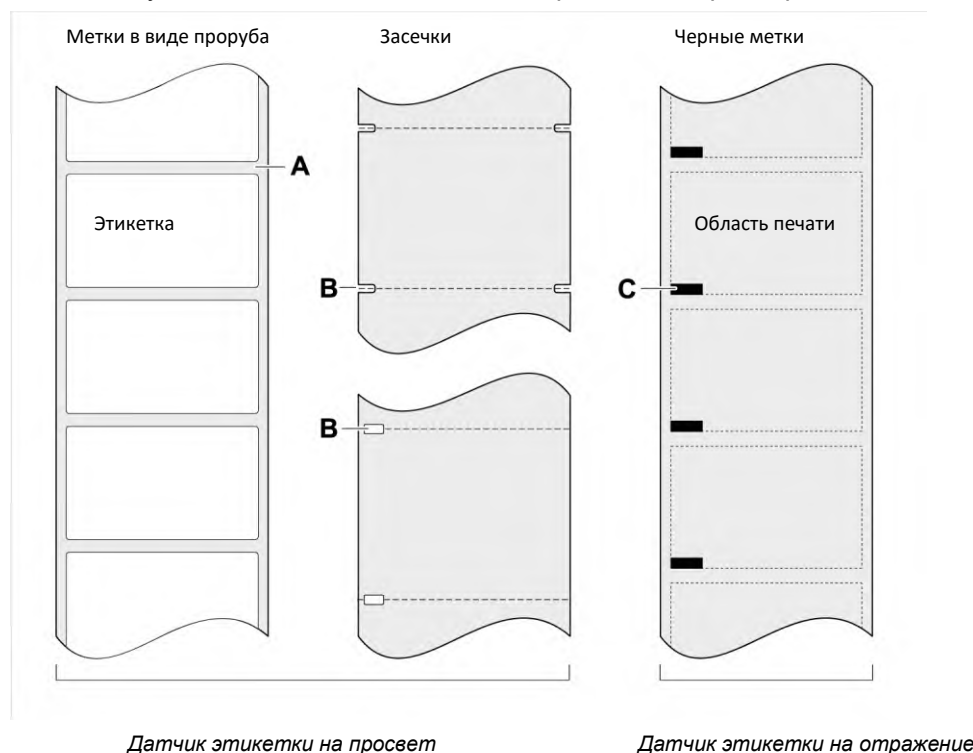 Метки в виде проруба
Засечки
Черные метки
A
Этикетка
Область печати
B
C
B
Датчик этикетки на просвет
Датчик этикетки на отражение